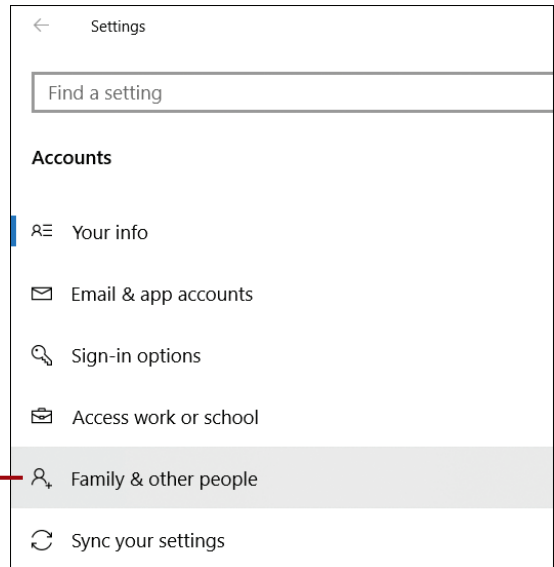 Settings
Find a setting
Accounts
Your info
Email & app accounts
Sign-in options
Access work or school
Family & other people
Sync your settings